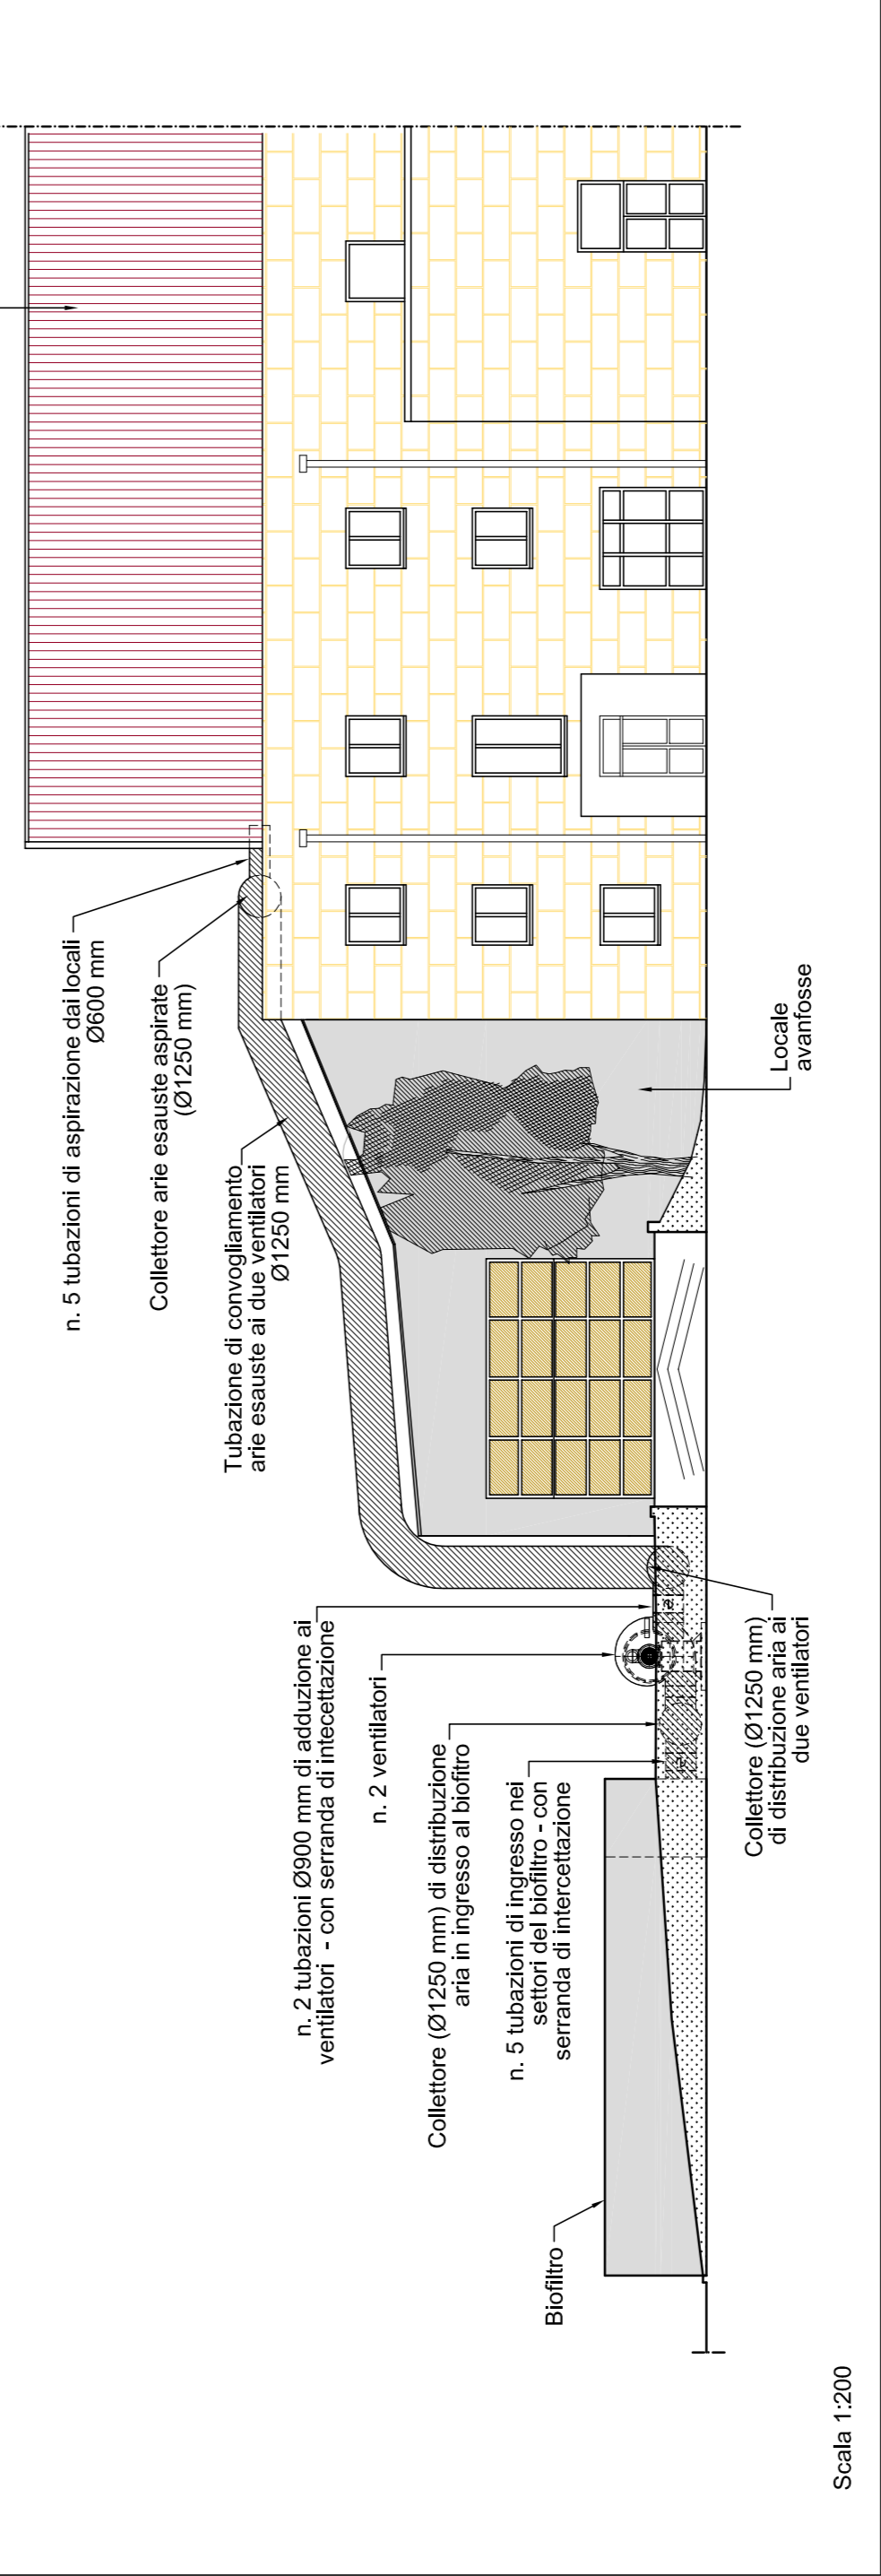 n. 5 tubazioni di aspirazione dai locali
Ø600 mm
Collettore arie esauste aspirate
(Ø1250 mm)
Tubazione di convogliamento
arie esauste ai due ventilatori
Ø1250 mm
n. 2 tubazioni Ø900 mm di adduzione ai
ventilatori - con serranda di intecettazione
n. 2 ventilatori
Collettore (Ø1250 mm) di distribuzione
aria in ingresso al biofitro
n. 5 tubazioni di ingresso nei
settori del biofiltro - con
serranda di intercettazione
Biofiltro
Locale
avanfosse
Collettore (Ø1250 mm)
di distribuzione aria ai
due ventilatori
Scala 1:200